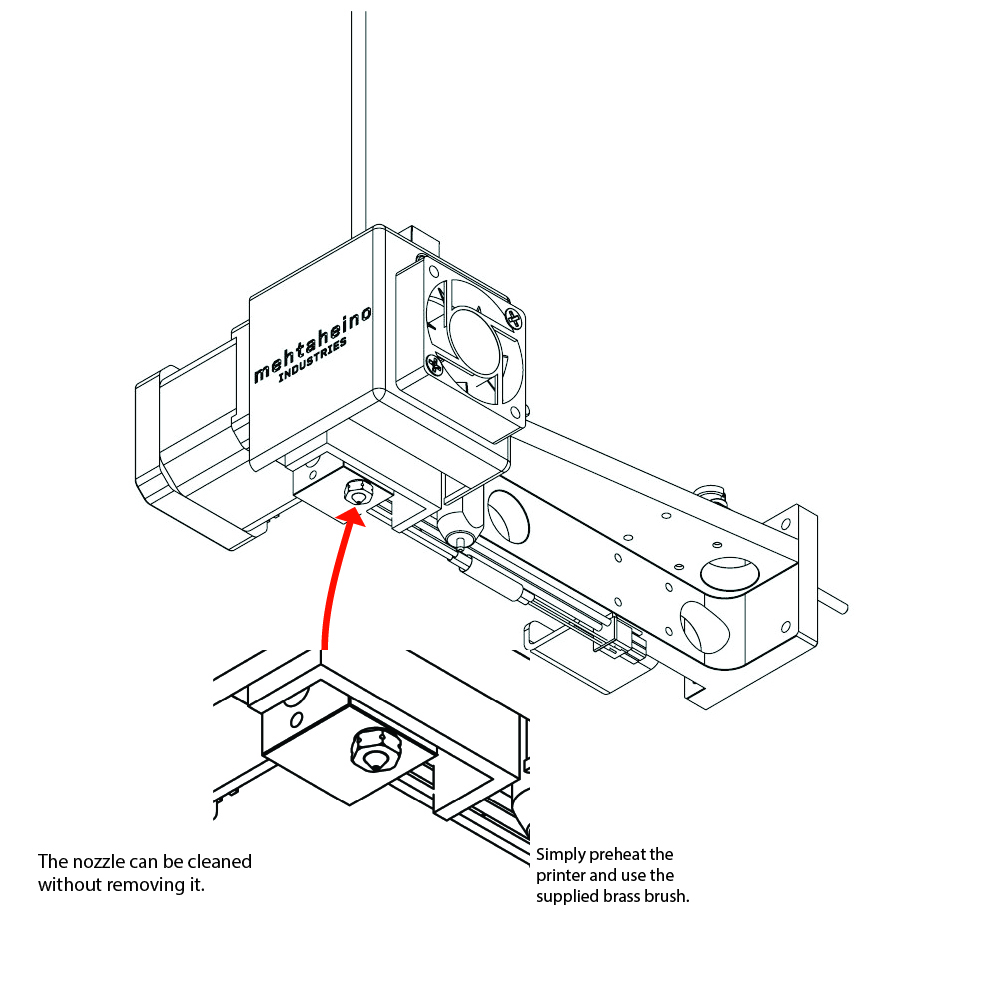 mehtaheino
INDUSTRIES
The nozzle can be cleaned
without removing it.
Simply preheat the
printer and use the
supplied brass brush.